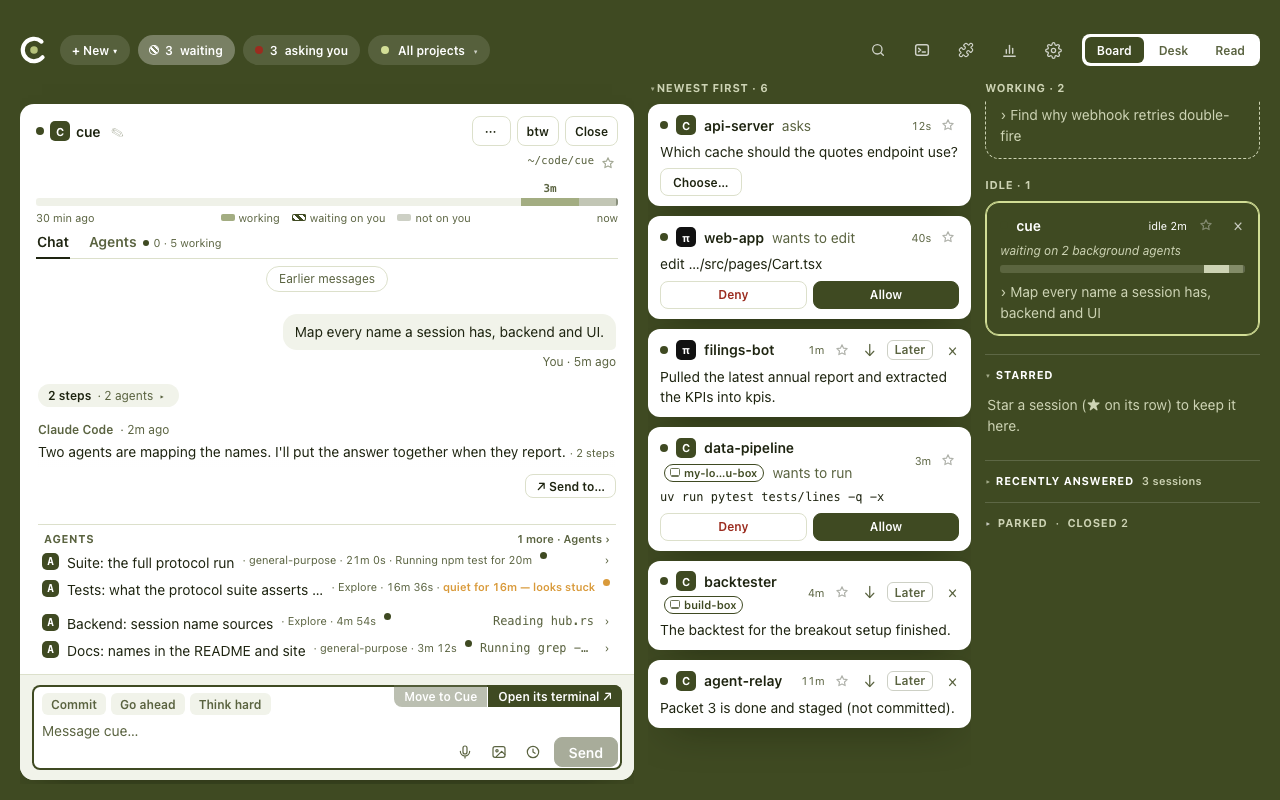 + New ▾
3 waiting
3 asking you
All projects ▾
Board Desk Read
C cue
··· btw Close
~/code/cue
3m
30 min ago working waiting on you not on you now
Chat Agents 0 · 5 working
Earlier messages
Map every name a session has, backend and UI.
You · 5m ago
2 steps · 2 agents ▸
Claude Code · 2m ago
Two agents are mapping the names. I'll put the answer together when they report. · 2 steps
↗ Send to...
AGENTS 1 more · Agents ›
A Suite: the full protocol run · general-purpose · 21m 0s · Running npm test for 20m ›
A Tests: what the protocol suite asserts ... · Explore · 16m 36s · quiet for 16m — looks stuck
A Backend: session name sources · Explore · 4m 54s Reading hub.rs ›
A Docs: names in the README and site · general-purpose · 3m 12s Running grep –… ›
Commit Go ahead Think hard
Move to Cue Open its terminal ↗
Message cue...
Send
▾ NEWEST FIRST · 6
C api-server asks 12s
Which cache should the quotes endpoint use?
Choose...
π web-app wants to edit 40s
edit .../src/pages/Cart.tsx
Deny Allow
π filings-bot 1m ↓ Later ×
Pulled the latest annual report and extracted
the KPIs into kpis.
C data-pipeline
my-lo...u-box wants to run 3m
uv run pytest tests/lines -q -x
Deny Allow
C backtester
build-box 4m ↓ Later ×
The backtest for the breakout setup finished.
C agent-relay 11m ↓ Later ×
Packet 3 is done and staged (not committed).
WORKING · 2
› Find why webhook retries double-
fire
IDLE · 1
cue idle 2m ×
waiting on 2 background agents
› Map every name a session has,
backend and UI
▾ STARRED
Star a session (★ on its row) to keep it
here.
▸ RECENTLY ANSWERED 3 sessions
▸ PARKED · CLOSED 2